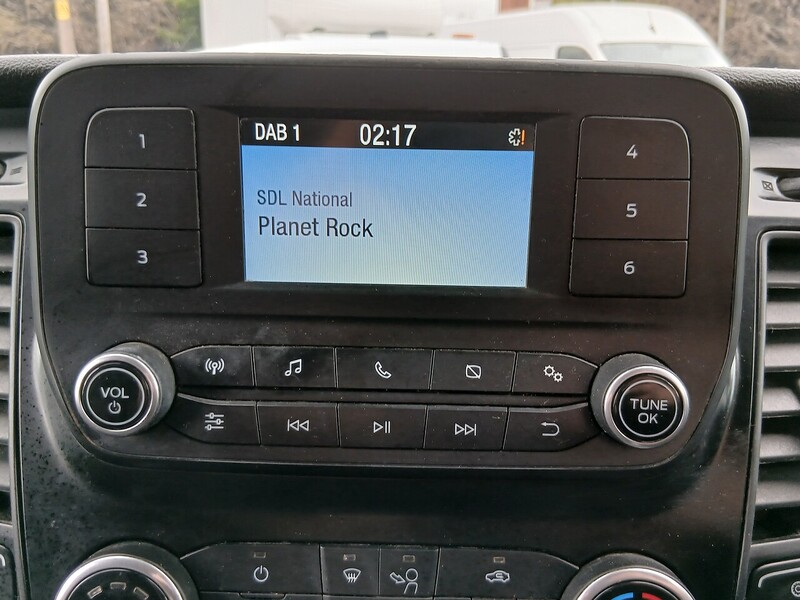 DAB 1 02:17
SDL National
Planet Rock
1
2
3
4
5
6
VOL
TUNE
OK